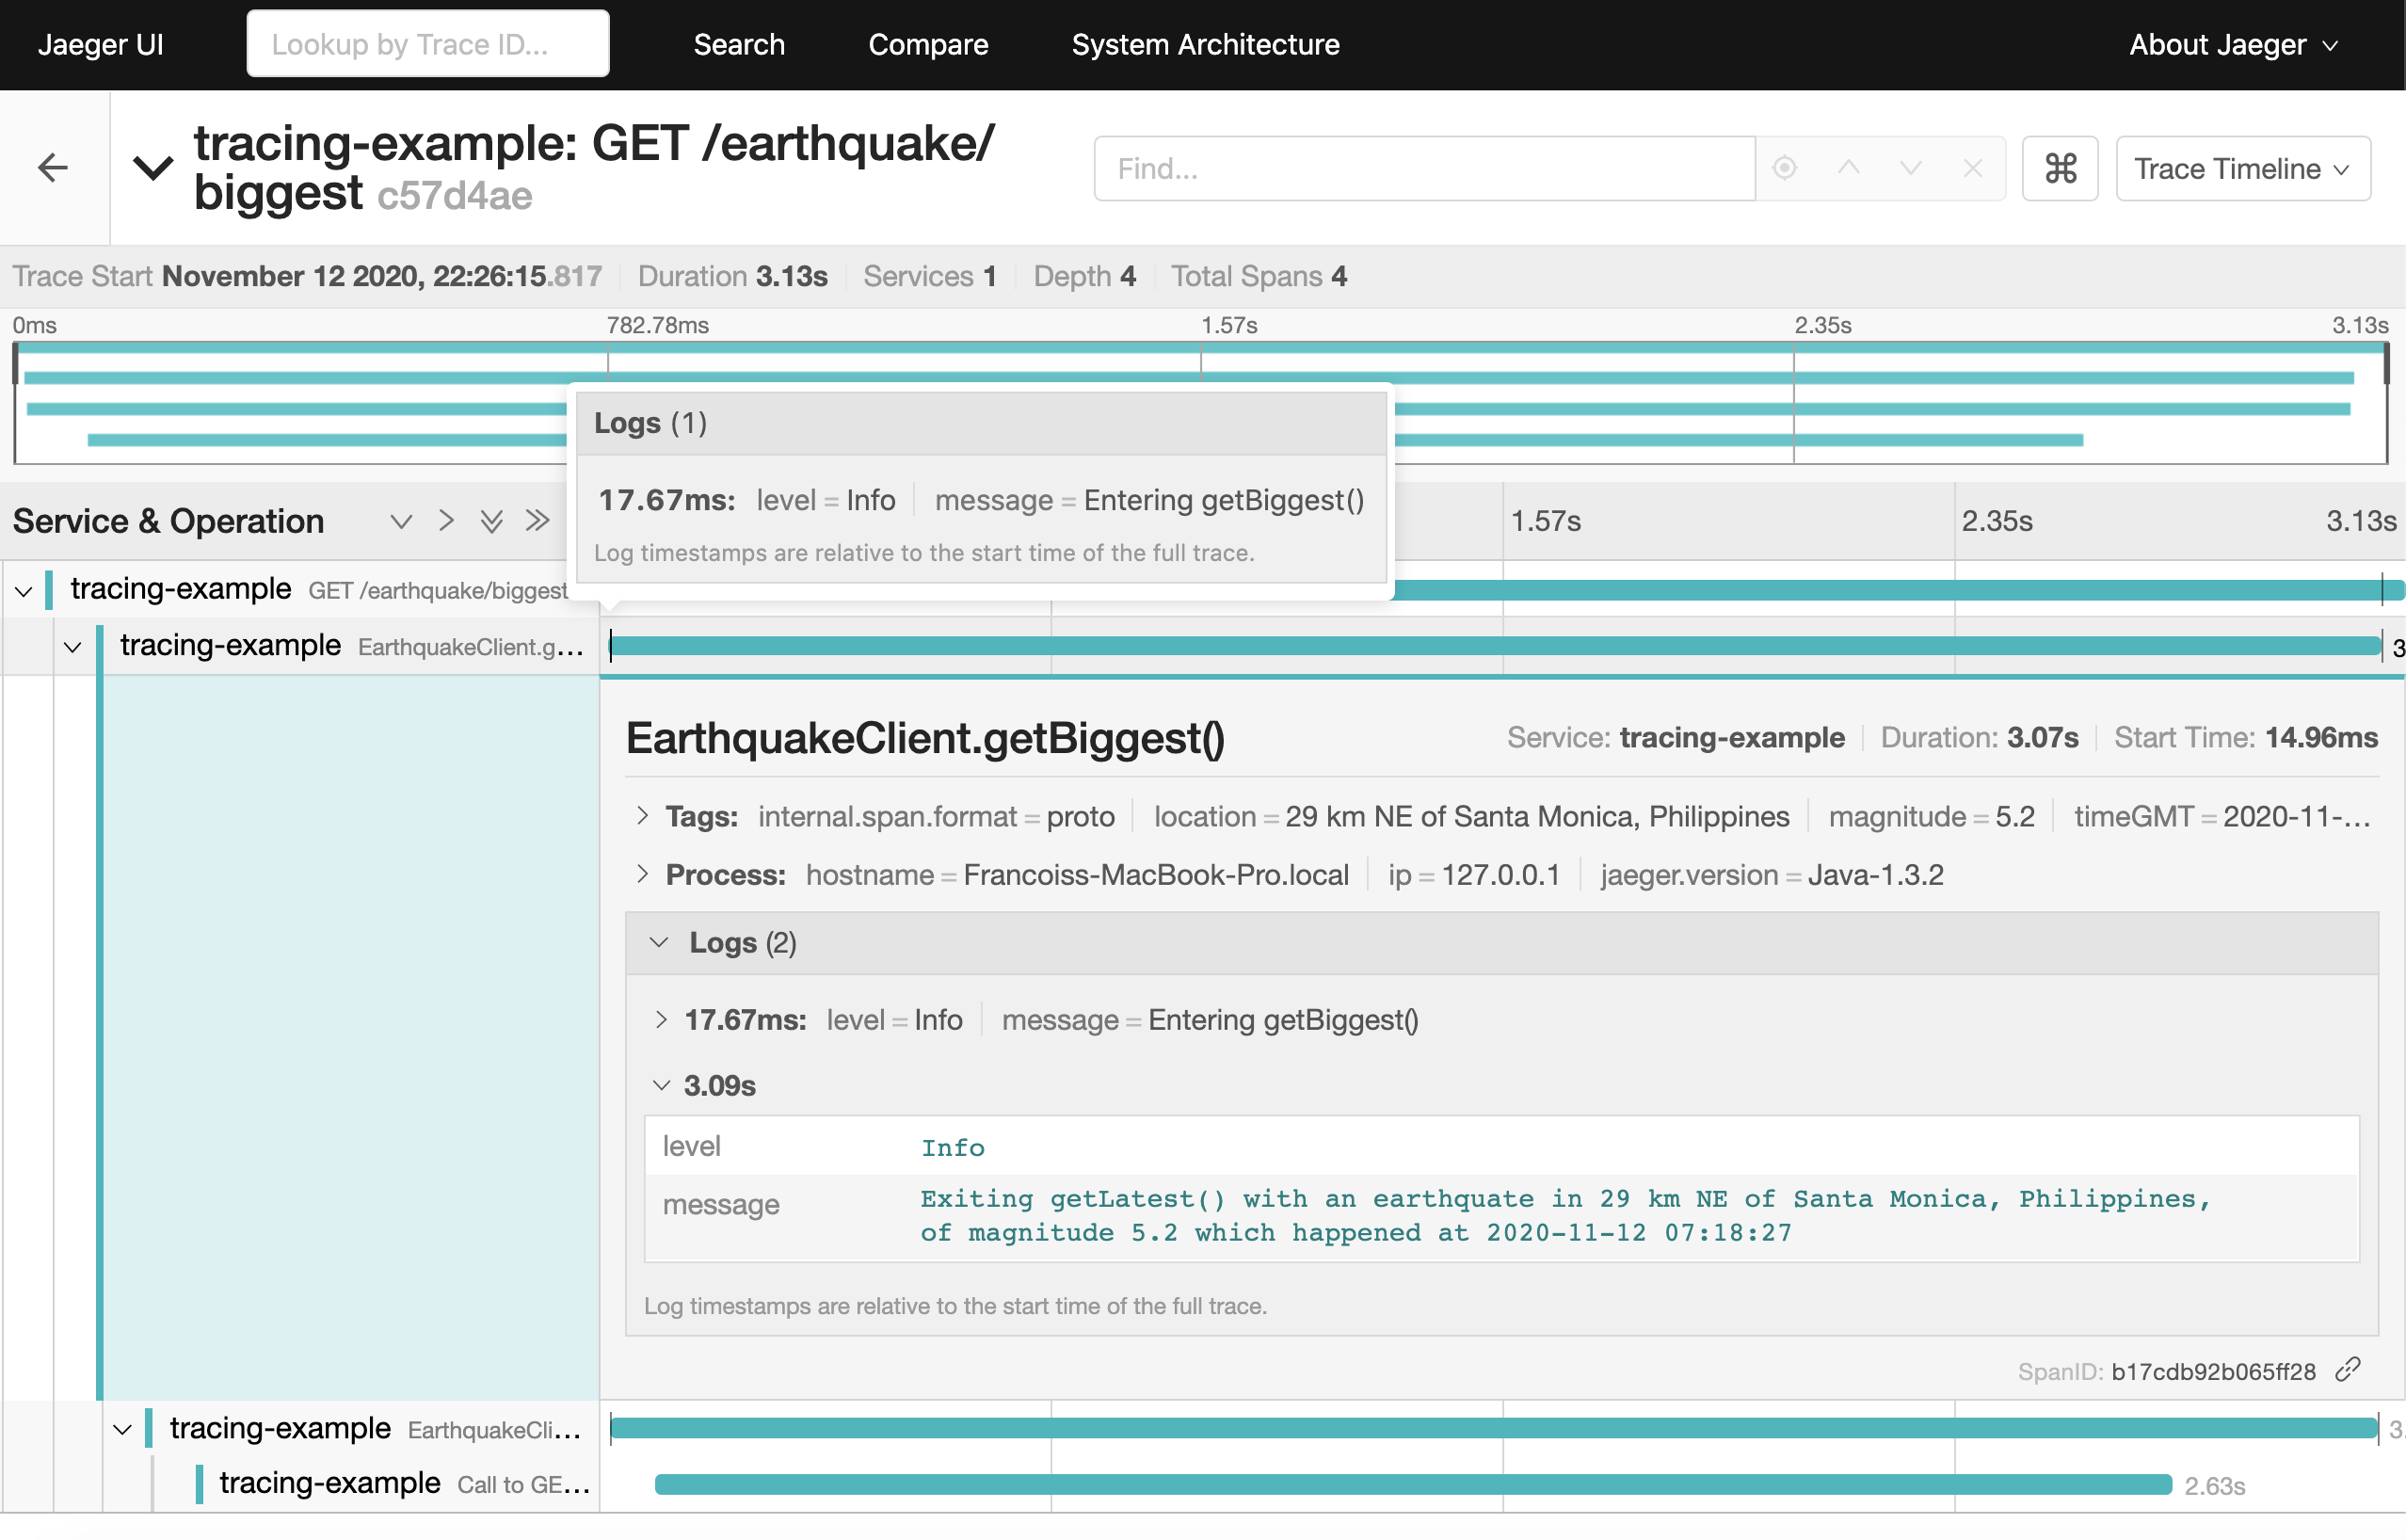 Jaeger UI
Lookup by Trace ID...
Search
Compare
System Architecture
About Jaeger
tracing-example: GET /earthquake/
biggest c57d4ae
Find...
⌘
Trace Timeline
Trace Start November 12 2020, 22:26:15.817
Duration 3.13s
Services 1
Depth 4
Total Spans 4
0ms
782.78ms
1.57s
2.35s
3.13s
Logs (1)
17.67ms: level = Info message = Entering getBiggest()
Log timestamps are relative to the start time of the full trace.
Service & Operation
1.57s
2.35s
3.13s
tracing-example GET /earthquake/biggest
tracing-example EarthquakeClient.g...
3
EarthquakeClient.getBiggest()
Service: tracing-example
Duration: 3.07s
Start Time: 14.96ms
Tags: internal.span.format = proto location = 29 km NE of Santa Monica, Philippines magnitude = 5.2 timeGMT = 2020-11-...
Process: hostname = Francoiss-MacBook-Pro.local ip = 127.0.0.1 jaeger.version = Java-1.3.2
Logs (2)
17.67ms: level = Info message = Entering getBiggest()
3.09s
level Info
message Exiting getLatest() with an earthquate in 29 km NE of Santa Monica, Philippines,
of magnitude 5.2 which happened at 2020-11-12 07:18:27
Log timestamps are relative to the start time of the full trace.
SpanID: b17cdb92b065ff28
tracing-example EarthquakeCli...
3.
tracing-example Call to GE...
2.63s